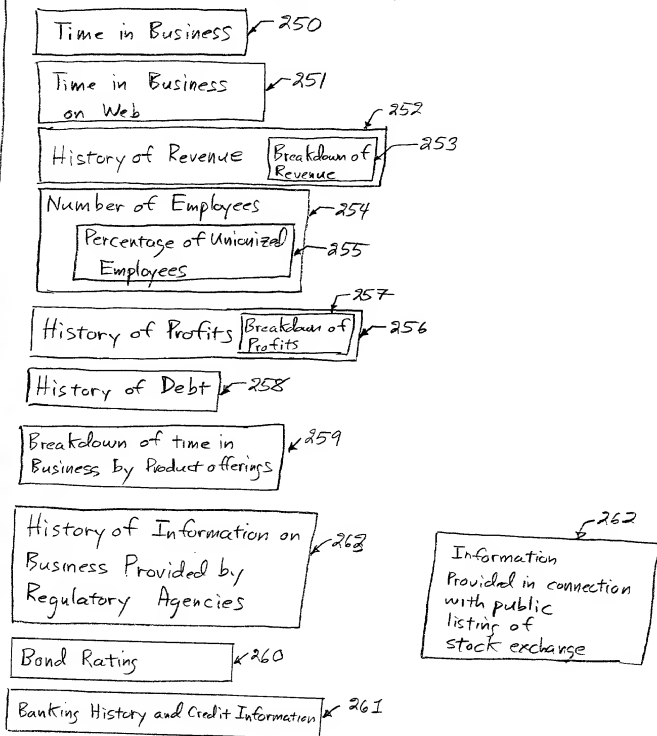 Time in Business
250
Time in Business
on Web
251
252
History of Revenue
Breakdown of
Revenue
253
Number of Employees
254
Percentage of Unionized
Employees
255
257
History of Profits
Breakdown of
Profits
256
History of Debt
258
Breakdown of time in
Business by Product offerings
259
History of Information on
Business Provided by
Regulatory Agencies
263
262
Information
Provided in connection
with public
listing of
stock exchange
Bond Rating
260
Banking History and Credit Information
261